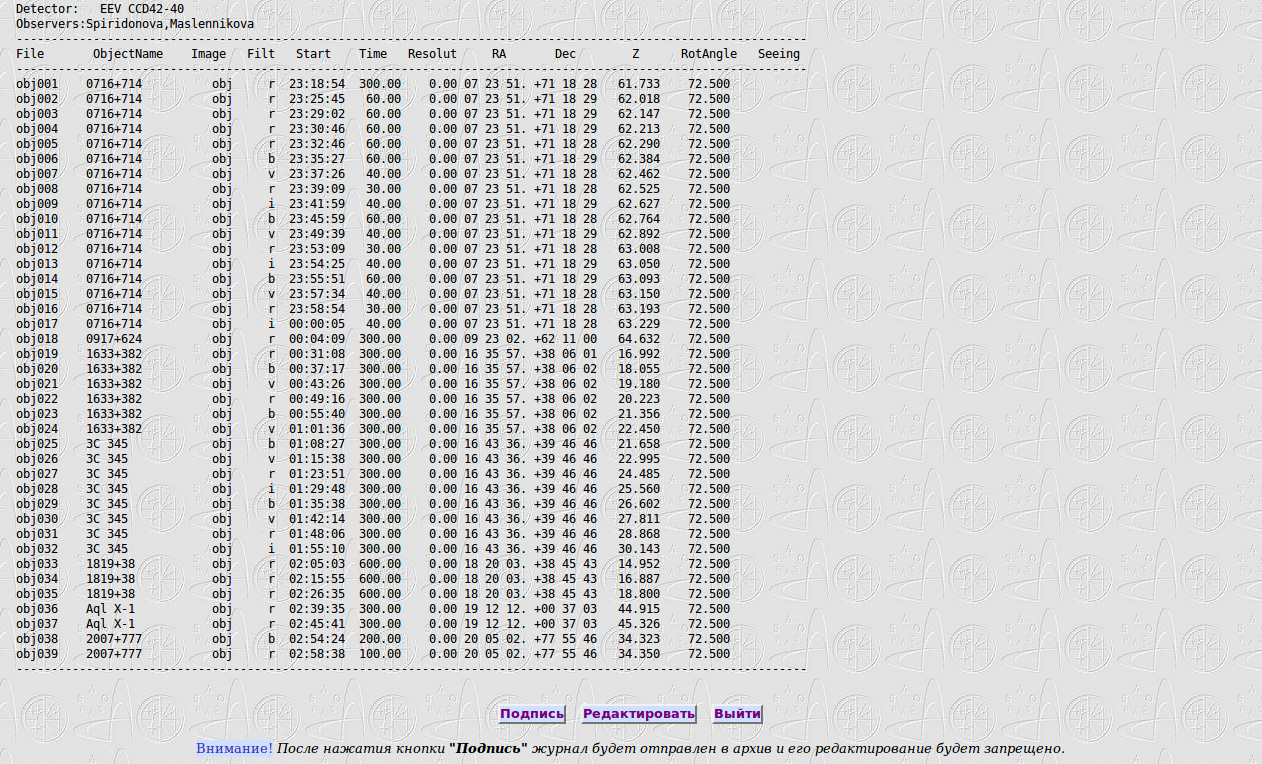 Detector:   EEV CCD42-40
Observers:Spiridonova,Maslennikova
File       ObjectName    Image   Filt   Start    Time   Resolut     RA       Dec        Z      RotAngle   Seeing
obj001    0716+714          obj     r  23:18:54  300.00    0.00 07 23 51. +71 18 28   61.733    72.500
obj002    0716+714          obj     r  23:25:45   60.00    0.00 07 23 51. +71 18 29   62.018    72.500
obj003    0716+714          obj     r  23:29:02   60.00    0.00 07 23 51. +71 18 29   62.147    72.500
obj004    0716+714          obj     r  23:30:46   60.00    0.00 07 23 51. +71 18 29   62.213    72.500
obj005    0716+714          obj     r  23:32:46   60.00    0.00 07 23 51. +71 18 29   62.290    72.500
obj006    0716+714          obj     b  23:35:27   60.00    0.00 07 23 51. +71 18 29   62.384    72.500
obj007    0716+714          obj     v  23:37:26   40.00    0.00 07 23 51. +71 18 28   62.462    72.500
obj008    0716+714          obj     r  23:39:09   30.00    0.00 07 23 51. +71 18 28   62.525    72.500
obj009    0716+714          obj     i  23:41:59   40.00    0.00 07 23 51. +71 18 29   62.627    72.500
obj010    0716+714          obj     b  23:45:59   60.00    0.00 07 23 51. +71 18 28   62.764    72.500
obj011    0716+714          obj     v  23:49:39   40.00    0.00 07 23 51. +71 18 29   62.892    72.500
obj012    0716+714          obj     r  23:53:09   30.00    0.00 07 23 51. +71 18 28   63.008    72.500
obj013    0716+714          obj     i  23:54:25   40.00    0.00 07 23 51. +71 18 29   63.050    72.500
obj014    0716+714          obj     b  23:55:51   60.00    0.00 07 23 51. +71 18 29   63.093    72.500
obj015    0716+714          obj     v  23:57:34   40.00    0.00 07 23 51. +71 18 28   63.150    72.500
obj016    0716+714          obj     r  23:58:54   30.00    0.00 07 23 51. +71 18 28   63.193    72.500
obj017    0716+714          obj     i  00:00:05   40.00    0.00 07 23 51. +71 18 28   63.229    72.500
obj018    0917+624          obj     r  00:04:09  300.00    0.00 09 23 02. +62 11 00   64.632    72.500
obj019    1633+382          obj     r  00:31:08  300.00    0.00 16 35 57. +38 06 01   16.992    72.500
obj020    1633+382          obj     b  00:37:17  300.00    0.00 16 35 57. +38 06 02   18.055    72.500
obj021    1633+382          obj     v  00:43:26  300.00    0.00 16 35 57. +38 06 02   19.180    72.500
obj022    1633+382          obj     r  00:49:16  300.00    0.00 16 35 57. +38 06 02   20.223    72.500
obj023    1633+382          obj     b  00:55:40  300.00    0.00 16 35 57. +38 06 02   21.356    72.500
obj024    1633+382          obj     v  01:01:36  300.00    0.00 16 35 57. +38 06 02   22.450    72.500
obj025    3C 345            obj     b  01:08:27  300.00    0.00 16 43 36. +39 46 46   21.658    72.500
obj026    3C 345            obj     v  01:15:38  300.00    0.00 16 43 36. +39 46 46   22.995    72.500
obj027    3C 345            obj     r  01:23:51  300.00    0.00 16 43 36. +39 46 46   24.485    72.500
obj028    3C 345            obj     i  01:29:48  300.00    0.00 16 43 36. +39 46 46   25.560    72.500
obj029    3C 345            obj     b  01:35:38  300.00    0.00 16 43 36. +39 46 46   26.602    72.500
obj030    3C 345            obj     v  01:42:14  300.00    0.00 16 43 36. +39 46 46   27.811    72.500
obj031    3C 345            obj     r  01:48:06  300.00    0.00 16 43 36. +39 46 46   28.868    72.500
obj032    3C 345            obj     i  01:55:10  300.00    0.00 16 43 36. +39 46 46   30.143    72.500
obj033    1819+38           obj     r  02:05:03  600.00    0.00 18 20 03. +38 45 43   14.952    72.500
obj034    1819+38           obj     r  02:15:55  600.00    0.00 18 20 03. +38 45 43   16.887    72.500
obj035    1819+38           obj     r  02:26:35  600.00    0.00 18 20 03. +38 45 43   18.800    72.500
obj036    Aql X-1           obj     r  02:39:35  300.00    0.00 19 12 12. +00 37 03   44.915    72.500
obj037    Aql X-1           obj     r  02:45:41  300.00    0.00 19 12 12. +00 37 03   45.326    72.500
obj038    2007+777          obj     b  02:54:24  200.00    0.00 20 05 02. +77 55 46   34.323    72.500
obj039    2007+777          obj     r  02:58:38  100.00    0.00 20 05 02. +77 55 46   34.350    72.500
Подпись Редактировать Выйти
Внимание! После нажатия кнопки "Подпись" журнал будет отправлен в архив и его редактирование будет запрещено.